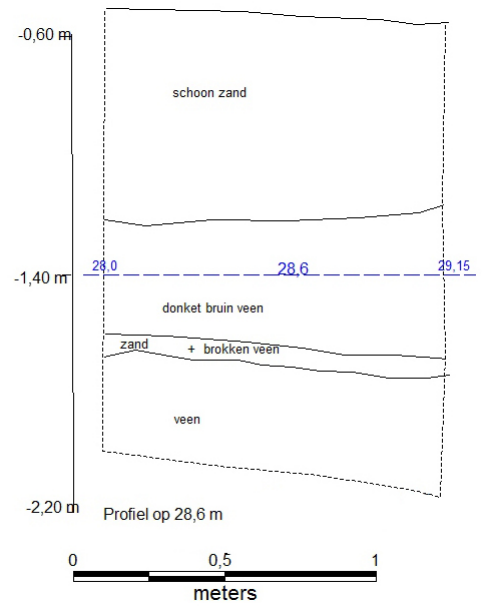 -0,60 m
schoon zand
28,0 28,6 29,15
-1,40 m
donket bruin veen
zand + brokken veen
veen
-2,20 m
Profiel op 28,6 m
0 0,5 1
meters